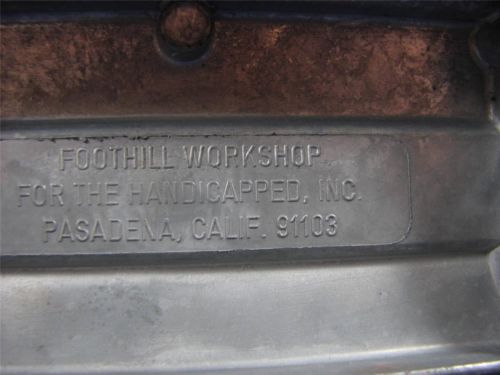 FOOTHILL WORKSHOP
FOR THE HANDICAPPED, INC.
PASADENA, CALIF. 91103